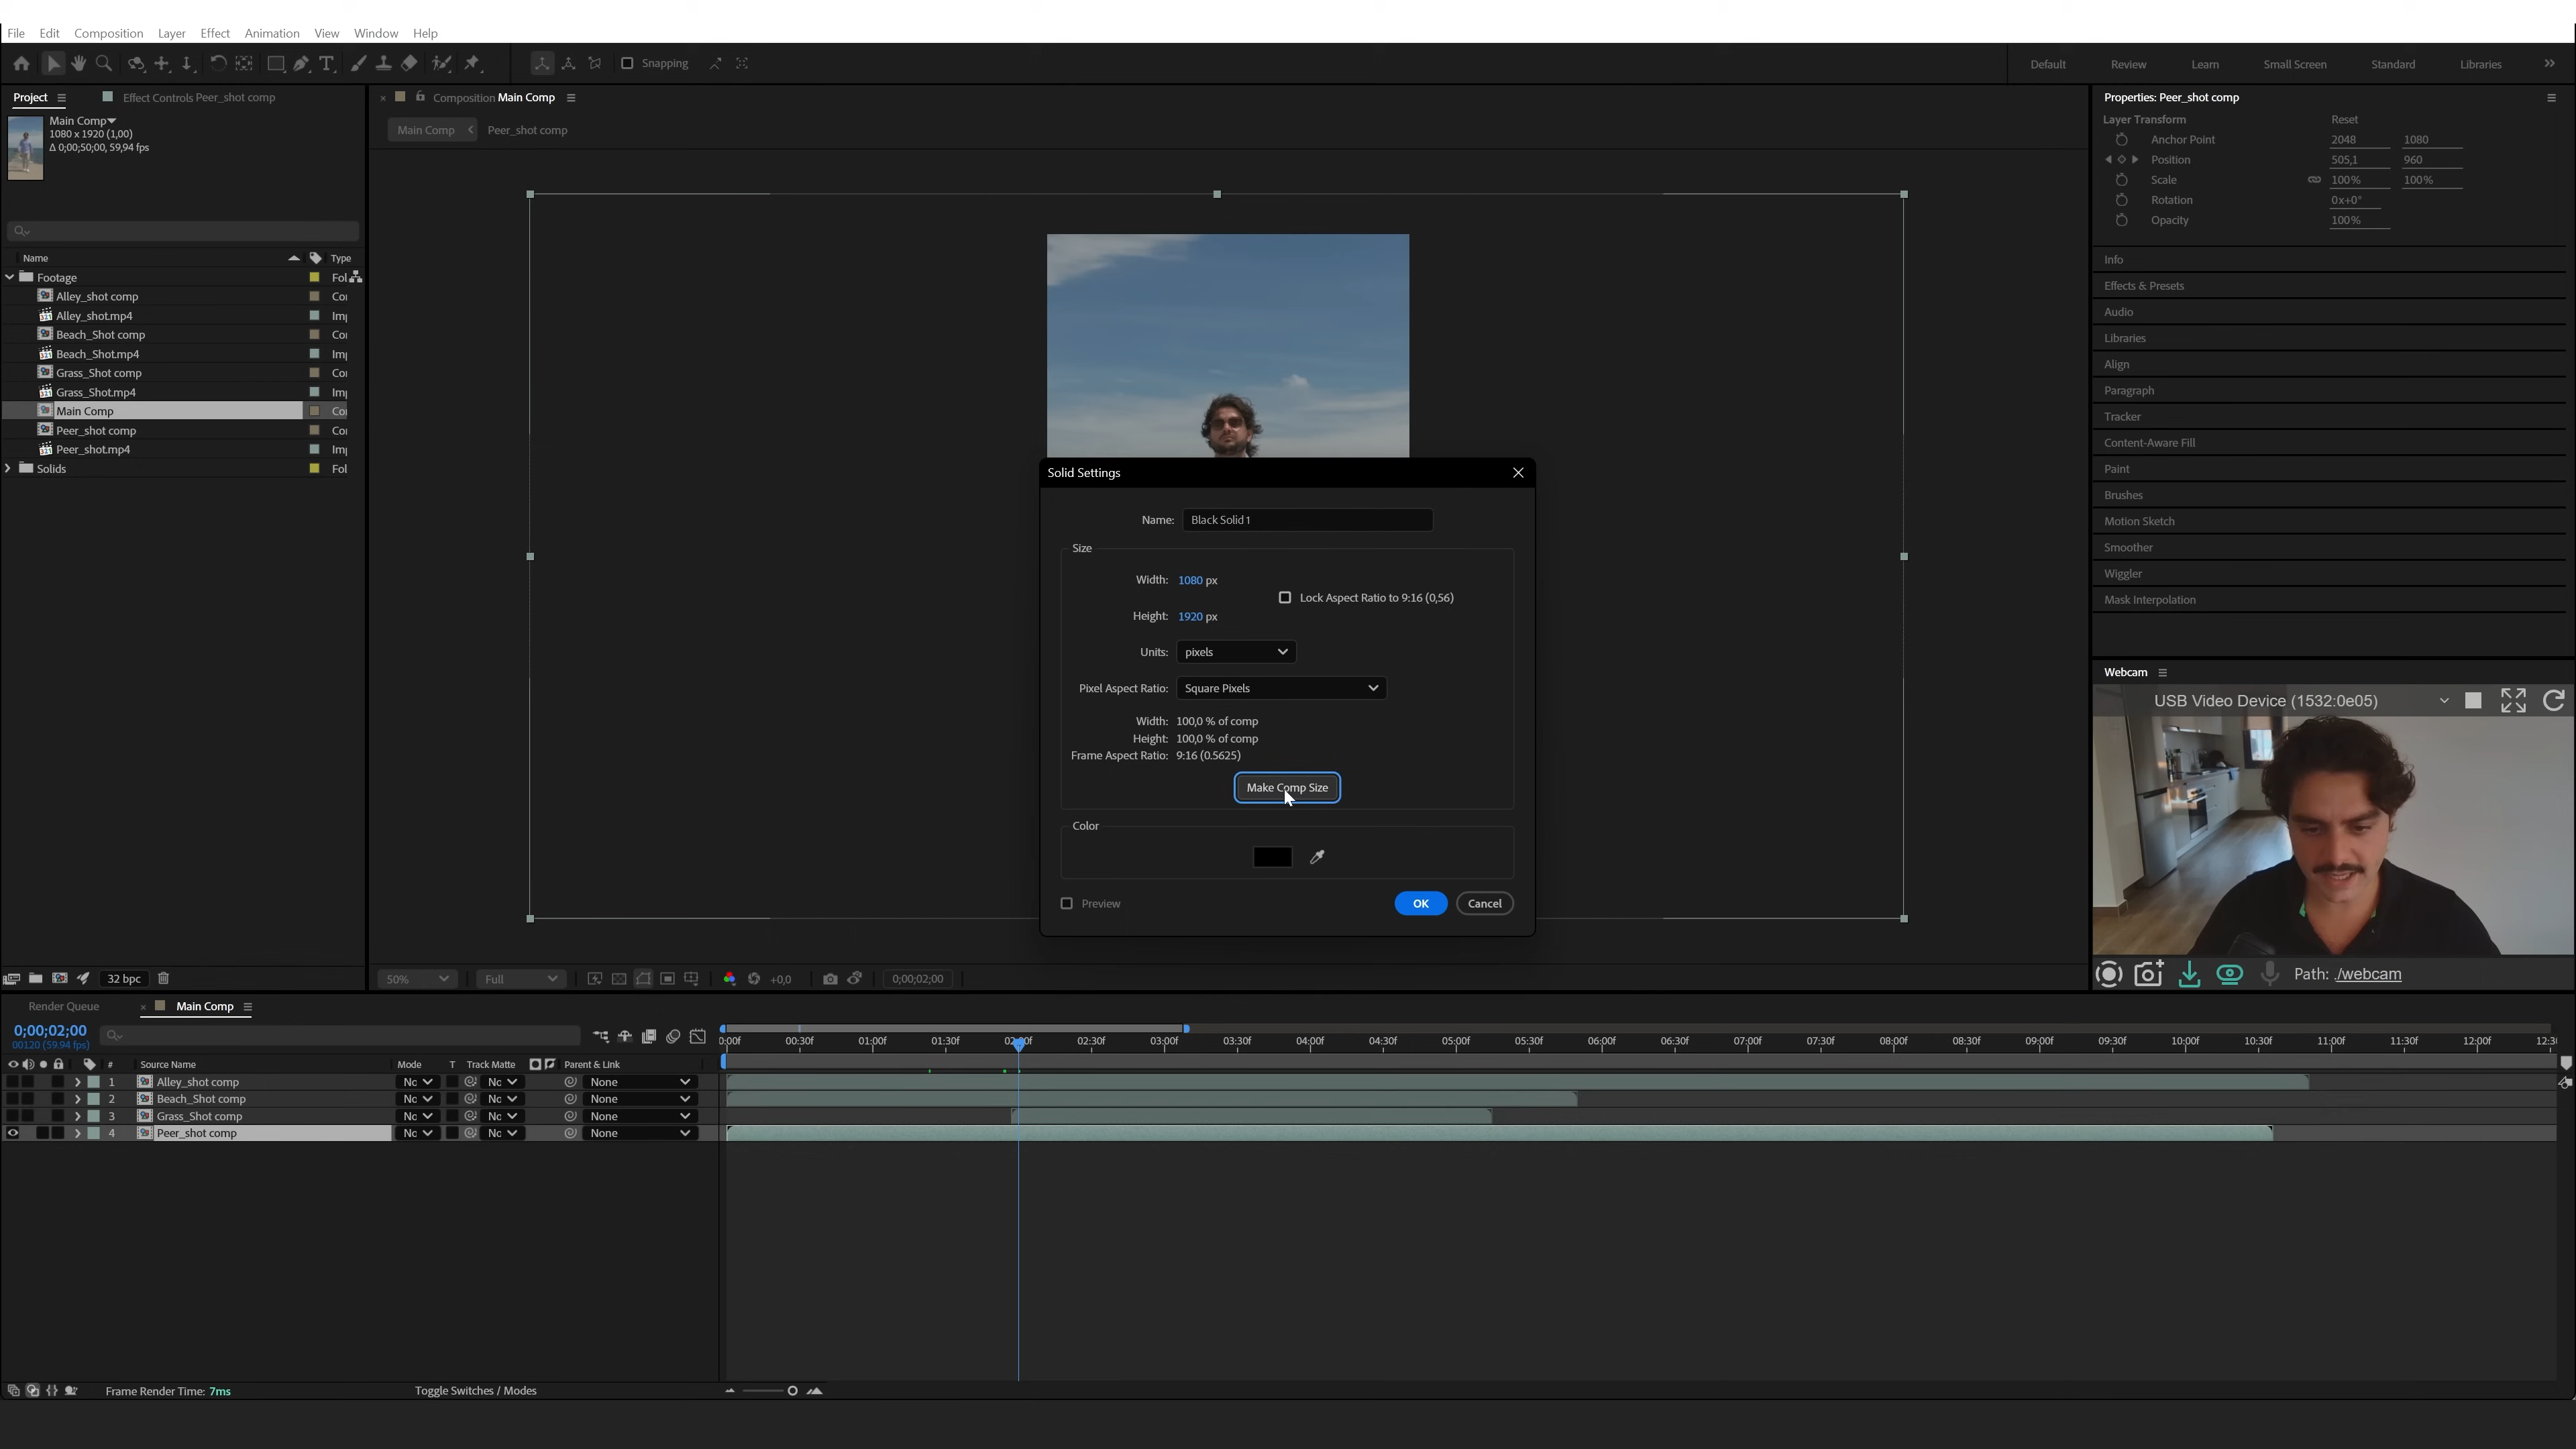 File Edit Composition Layer Effect Animation View Window Help
Snapping
Default Review Learn Small Screen Standard Libraries
Project Effect Controls Peer_shot comp
Composition Main Comp
Properties: Peer_shot comp
Main Comp
1080 x 1920 (1,00)
Δ 0;00;50;00, 59,94 fps
Main Comp Peer_shot comp
Layer Transform Reset
Anchor Point 2048 1080
Position 505,1 960
Scale 100% 100%
Rotation 0x+0°
Opacity 100%
Name Type
Footage Fol
Alley_shot comp Co
Alley_shot.mp4 Im
Beach_Shot comp Co
Beach_Shot.mp4 Im
Grass_Shot comp Co
Grass_Shot.mp4 Im
Main Comp Co
Peer_shot comp Co
Peer_shot.mp4 Im
Solids Fol
Info
Effects & Presets
Audio
Libraries
Align
Paragraph
Tracker
Content-Aware Fill
Paint
Brushes
Motion Sketch
Smoother
Wiggler
Mask Interpolation
Solid Settings
Name: Black Solid 1
Size
Width: 1080 px
Lock Aspect Ratio to 9:16 (0,56)
Height: 1920 px
Units: pixels
Pixel Aspect Ratio: Square Pixels
Width: 100,0 % of comp
Height: 100,0 % of comp
Frame Aspect Ratio: 9:16 (0.5625)
Make Comp Size
Color
Preview OK Cancel
Webcam
USB Video Device (1532:0e05)
Path: ./webcam
32 bpc
50% Full +0,0 0;00;02;00
Render Queue Main Comp
0;00;02;00
00120 (59.94 fps)
0:00f 00:30f 01:00f 01:30f 02:00f 02:30f 03:00f 03:30f 04:00f 04:30f 05:00f 05:30f 06:00f 06:30f 07:00f 07:30f 08:00f 08:30f 09:00f 09:30f 10:00f 10:30f 11:00f 11:30f 12:00f 12:3
# Source Name Mode T Track Matte Parent & Link
1 Alley_shot comp Nc Nc None
2 Beach_Shot comp Nc Nc None
3 Grass_Shot comp Nc Nc None
4 Peer_shot comp Nc Nc None
Frame Render Time: 7ms
Toggle Switches / Modes